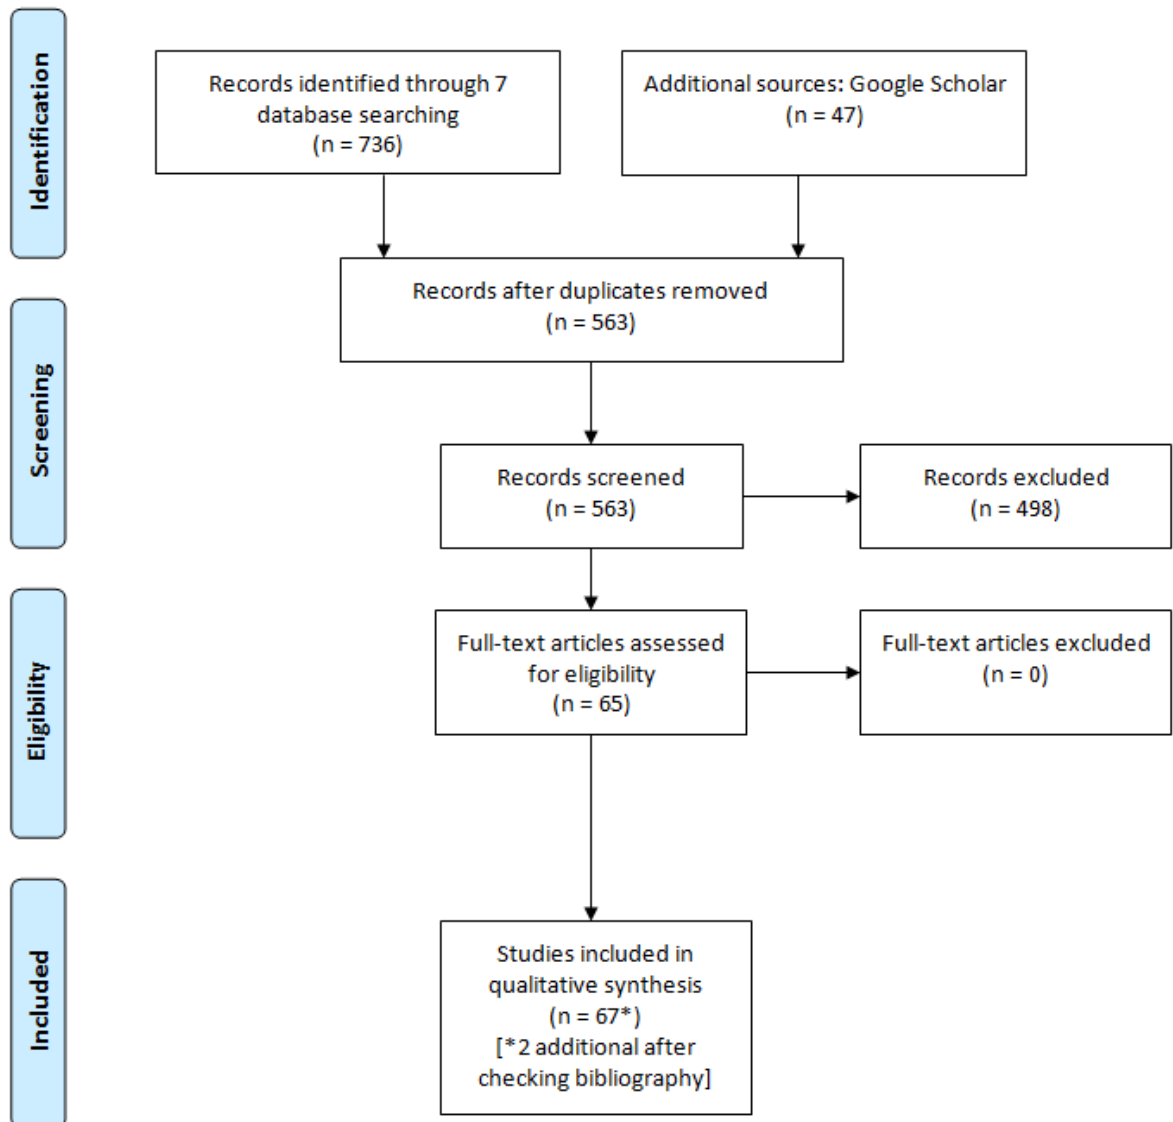 Identification
Records identified through 7
database searching
(n = 736)
Additional sources: Google Scholar
(n = 47)
Records after duplicates removed
(n = 563)
Screening
Records screened
(n = 563)
Records excluded
(n = 498)
Eligibility
Full-text articles assessed
for eligibility
(n = 65)
Full-text articles excluded
(n = 0)
Included
Studies included in
qualitative synthesis
(n = 67*)
[*2 additional after
checking bibliography]